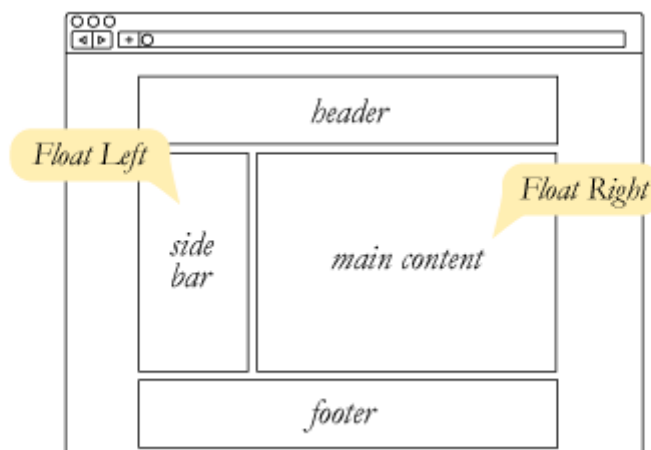 header
Float Left
Float Right
side
bar
main content
footer